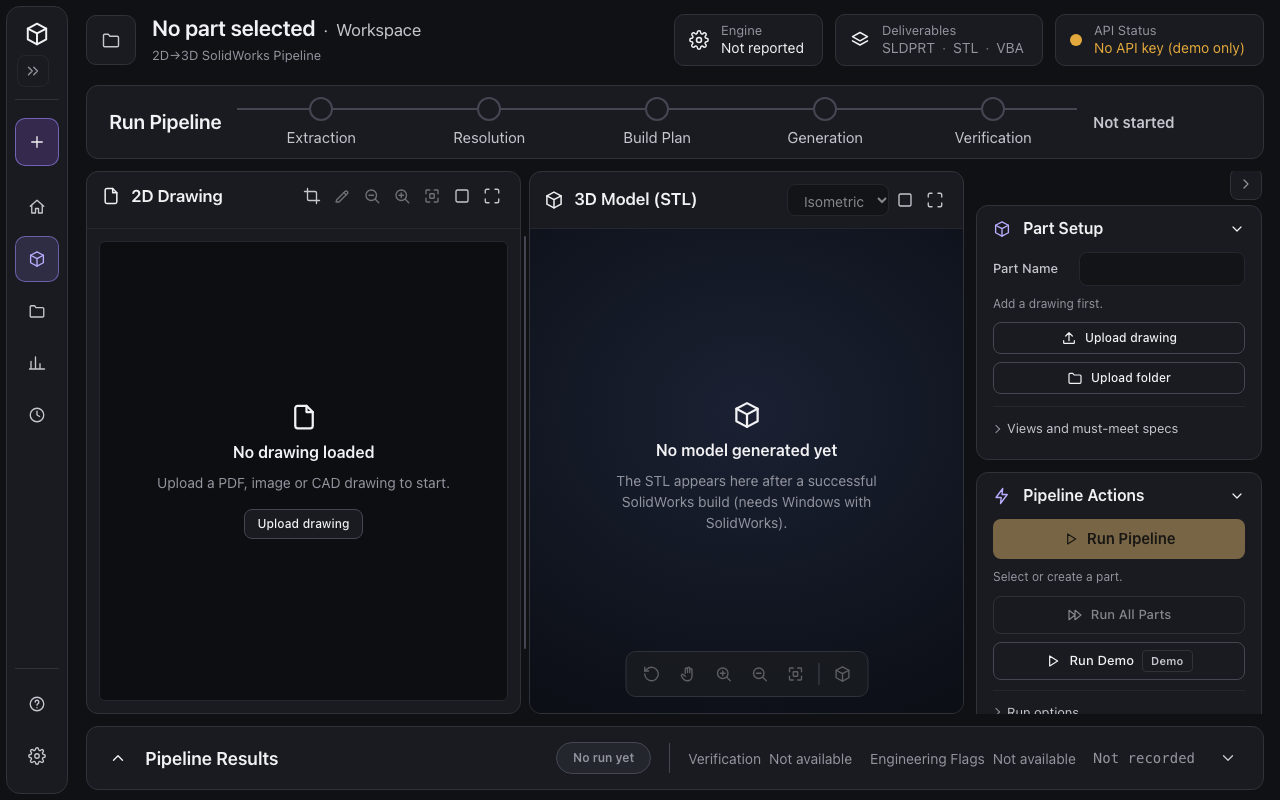 No part selected · Workspace
2D→3D SolidWorks Pipeline
Engine
Not reported
Deliverables
SLDPRT · STL · VBA
API Status
No API key (demo only)
Run Pipeline
Extraction
Resolution
Build Plan
Generation
Verification
Not started
2D Drawing
No drawing loaded
Upload a PDF, image or CAD drawing to start.
Upload drawing
3D Model (STL)
Isometric
No model generated yet
The STL appears here after a successful
SolidWorks build (needs Windows with
SolidWorks).
Part Setup
Part Name
Add a drawing first.
Upload drawing
Upload folder
Views and must-meet specs
Pipeline Actions
Run Pipeline
Select or create a part.
Run All Parts
Run Demo Demo
Run options
Pipeline Results
No run yet
Verification Not available
Engineering Flags Not available
Not recorded